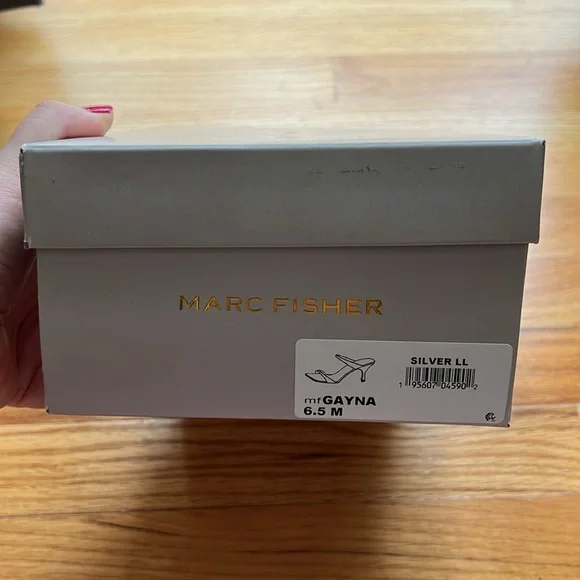 MARC FISHER
SILVER LL
1 95607 04590 2
mfGAYNA
6.5 M